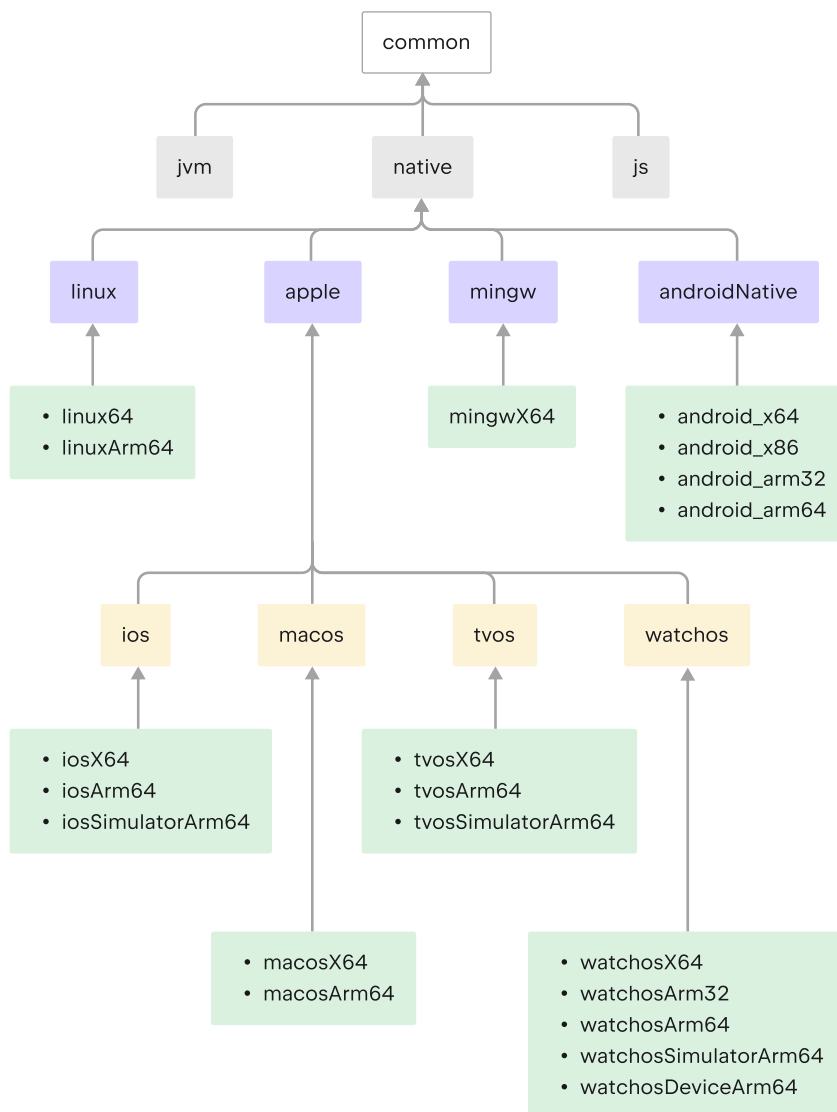 common
jvm
native
js
linux
apple
mingw
androidNative
• linux64
• linuxArm64
mingwX64
• android_x64
• android_x86
• android_arm32
• android_arm64
ios
macos
tvos
watchos
• iosX64
• iosArm64
• iosSimulatorArm64
• tvosX64
• tvosArm64
• tvosSimulatorArm64
• macosX64
• macosArm64
• watchosX64
• watchosArm32
• watchosArm64
• watchosSimulatorArm64
• watchosDeviceArm64